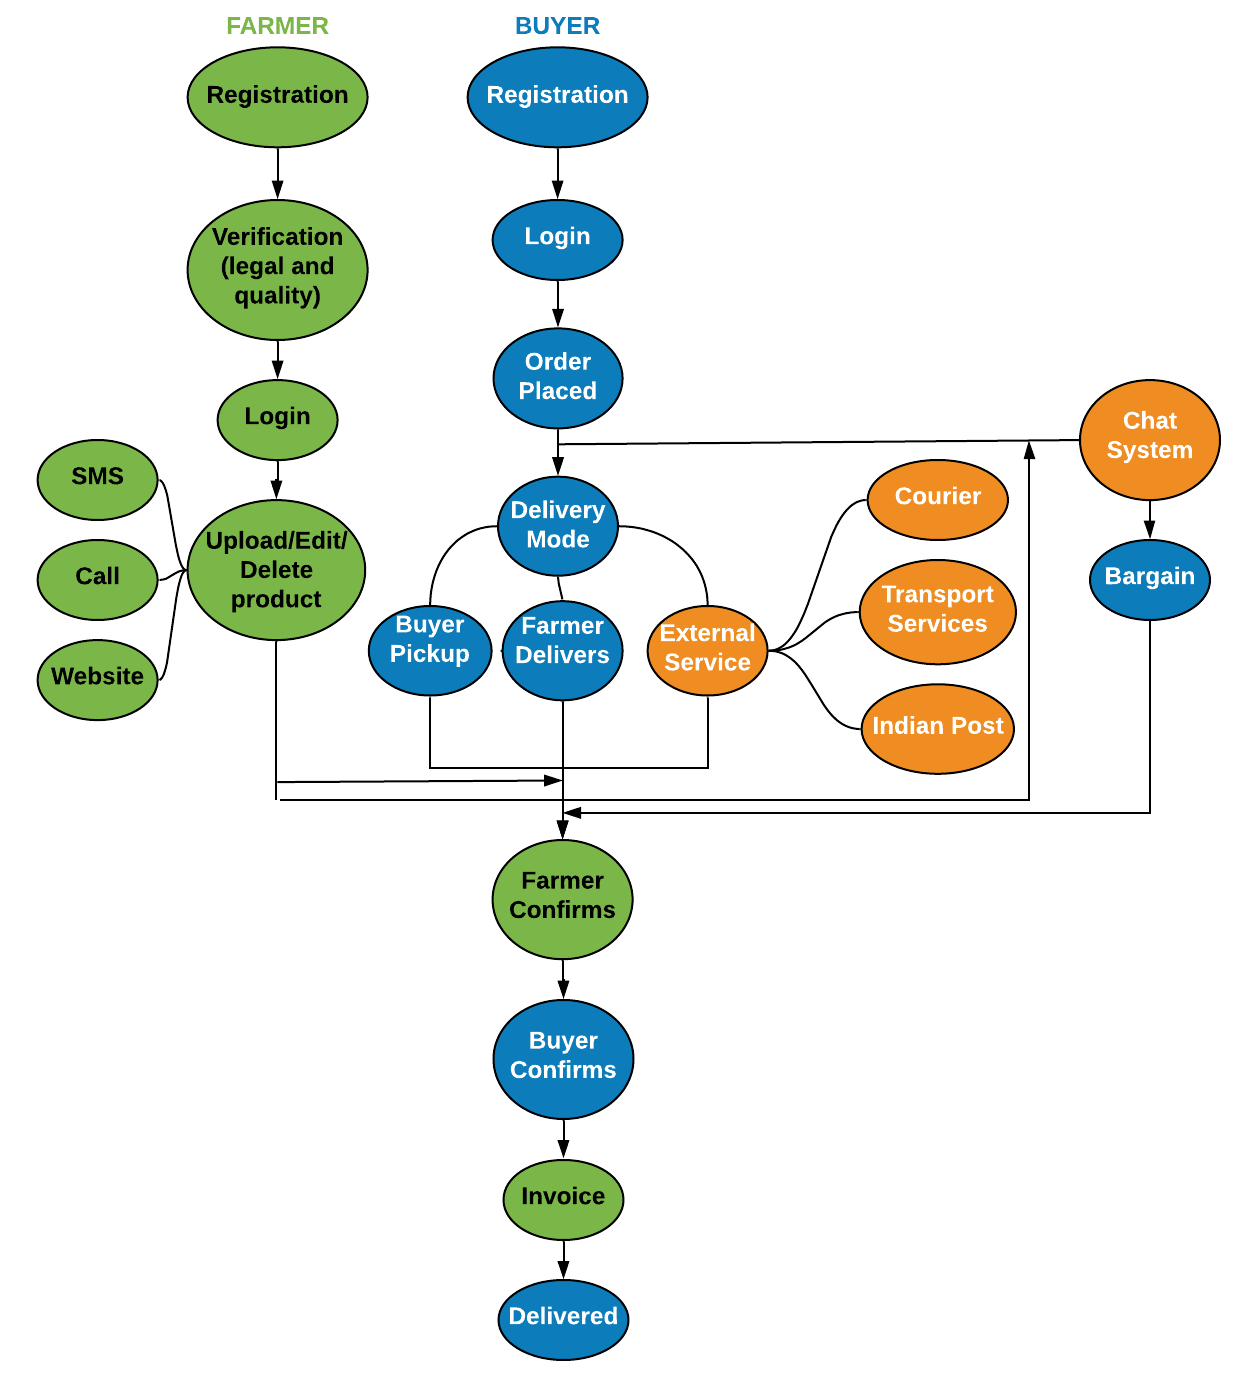 FARMER
BUYER
Registration
Registration
Verification
(legal and
quality)
Login
Order
Placed
Login
Chat
System
SMS
Call
Website
Upload/Edit/
Delete
product
Delivery
Mode
Courier
Transport
Services
Indian Post
Bargain
Buyer
Pickup
Farmer
Delivers
External
Service
Farmer
Confirms
Buyer
Confirms
Invoice
Delivered